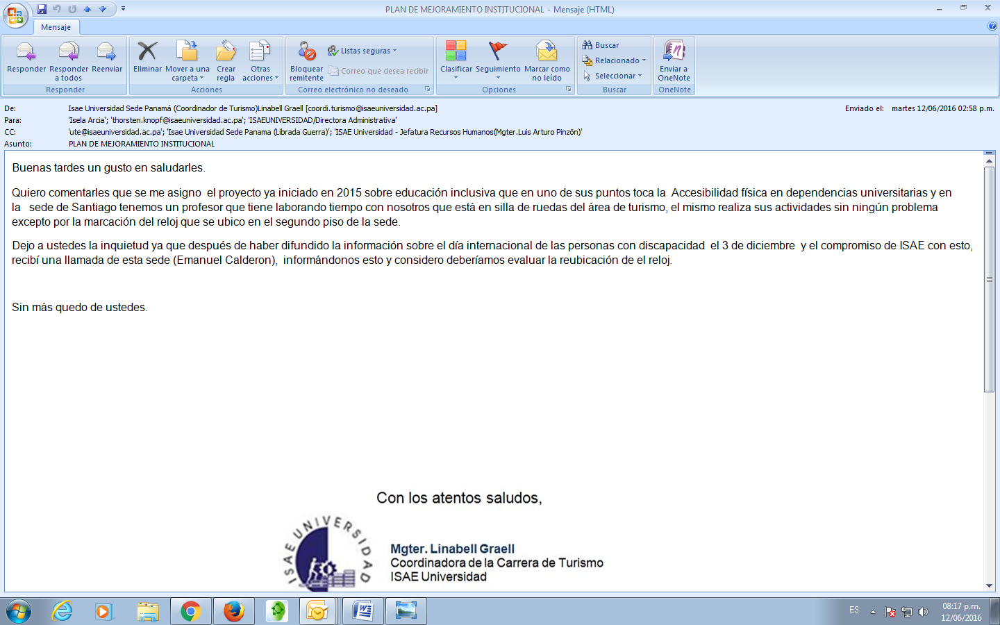 PLAN DE MEJORAMIENTO INSTITUCIONAL - Mensaje (HTML)
Mensaje
Responder
Responder a todos
Reenviar
Responder
Eliminar
Mover a una carpeta
Crear regla
Otras acciones
Acciones
Bloquear remitente
Listas seguras
Correo que desea recibir
Correo electrónico no deseado
Clasificar
Seguimiento
Marcar como no leído
Opciones
Buscar
Relacionado
Seleccionar
Buscar
Enviar a OneNote
OneNote
De: Isae Universidad Sede Panamá (Coordinador de Turismo)Linabell Graell [coordi.turismo@isaeuniversidad.ac.pa] Enviado el: martes 12/06/2016 02:58 p.m.
Para: 'Isela Arcia'; 'thorsten.knopf@isaeuniversidad.ac.pa'; 'ISAEUNIVERSIDAD/Directora Administrativa'
CC: 'ute@isaeuniversidad.ac.pa'; 'Isae Universidad Sede Panama (Librada Guerra)'; 'ISAE Universidad - Jefatura Recursos Humanos(Mgter.Luis Arturo Pinzön)'
Asunto: PLAN DE MEJORAMIENTO INSTITUCIONAL
Buenas tardes un gusto en saludarles.
Quiero comentarles que se me asigno el proyecto ya iniciado en 2015 sobre educación inclusiva que en uno de sus puntos toca la Accesibilidad física en dependencias universitarias y en
la sede de Santiago tenemos un profesor que tiene laborando tiempo con nosotros que está en silla de ruedas del área de turismo, el mismo realiza sus actividades sin ningún problema
excepto por la marcación del reloj que se ubico en el segundo piso de la sede.
Dejo a ustedes la inquietud ya que después de haber difundido la información sobre el día internacional de las personas con discapacidad el 3 de diciembre y el compromiso de ISAE con esto,
recibí una llamada de esta sede (Emanuel Calderon), informándonos esto y considero deberíamos evaluar la reubicación de el reloj.
Sin más quedo de ustedes.
Con los atentos saludos,
ISAE UNIVERSIDAD
Mgter. Linabell Graell
Coordinadora de la Carrera de Turismo
ISAE Universidad
ES
08:17 p.m.
12/06/2016